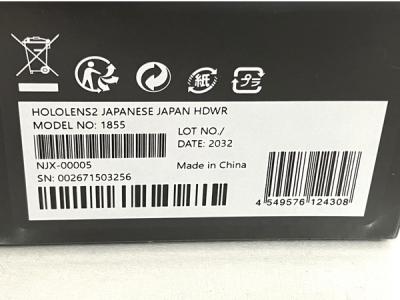 紙
プラ
HOLOLENS2 JAPANESE JAPAN HDWR
MODEL NO: 1855
LOT NO./
DATE: 2032
NJX-00005
Made in China
SN: 002671503256
4 549576 124308